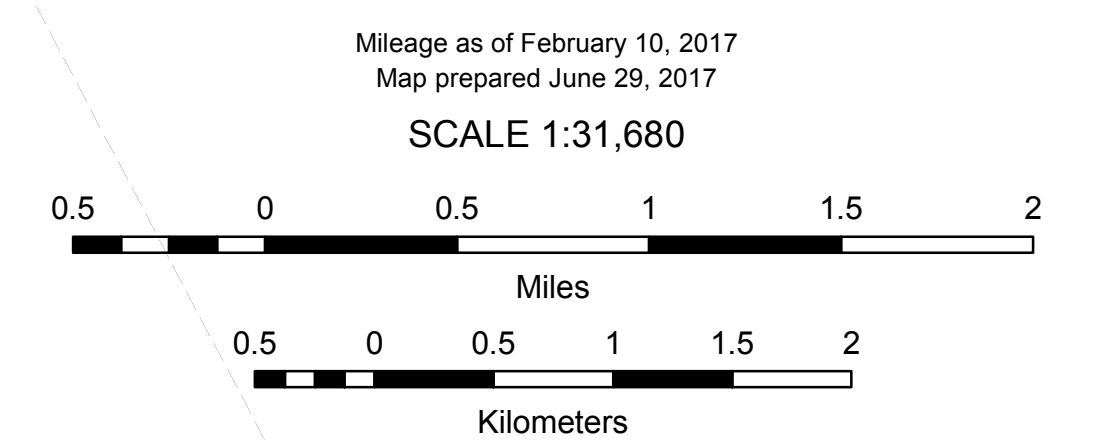 Mileage as of February 10, 2017
Map prepared June 29, 2017
SCALE 1:31,680
0.5 0 0.5 1 1.5 2
Miles
0.5 0 0.5 1 1.5 2
Kilometers